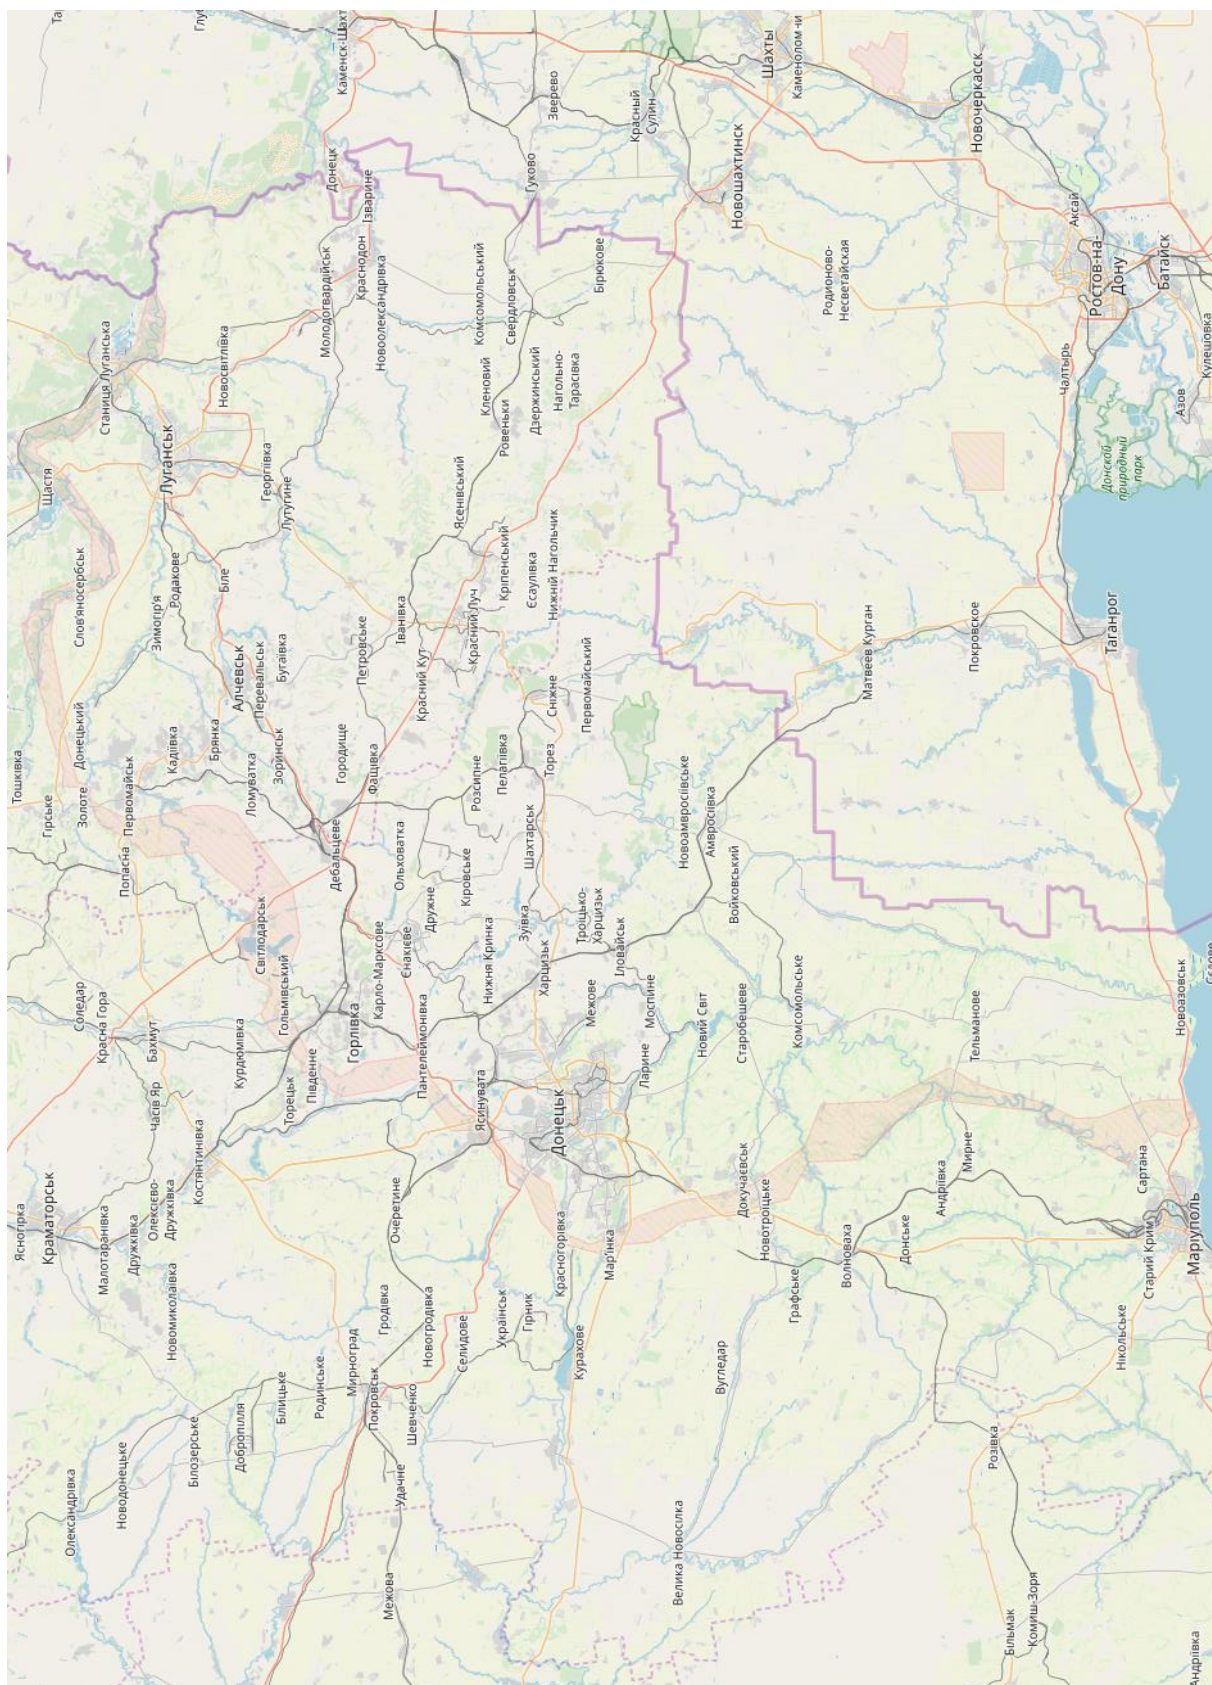 Олександрівка
Ясногірка
Краматорськ
Тошківка
Гірське
Щастя
Новодонецьке
Малотаранівка
Соледар
Красна Гора
Золоте
Донецький
Слов'яносербськ
Станиця Луганська
Білозерське
Новомиколаївка
Дружківка
Олексієво-
Дружківка
Часів Яр
Бахмут
Попасна
Первомайськ
Зимогір'я
Родакове
Луганськ
Добропілля
Костянтинівка
Курдюмівка
Світлодарськ
Кадіївка
Брянка
Ломуватка
Алчевськ
Перевальськ
Біле
Новосвітлівка
Білицьке
Торецьк
Південне
Гольмівський
Зоринськ
Бугаївка
Лутугине
Георгіївка
Родинське
Мирноград
Покровськ
Горлівка
Дебальцеве
Городище
Фащівка
Петровське
Молодогвардійськ
Краснодон
Новоолександрівка
Донецк
Ізварине
Межова
Удачне
Шевченко
Гродівка
Новогродівка
Очеретине
Пантелеймонівка
Карло-Марксове
Єнакієве
Ольховатка
Дружне
Красний Кут
Іванівка
Селидове
Ясинувата
Нижня Кринка
Кіровське
Розсипне
Красний Луч
Ясенівський
Ровеньки
Кленовий
Комсомольський
Свердловськ
Українськ
Гірник
Зуївка
Шахтарськ
Пелагіївка
Кріпенський
Єсаулівка
Дзержинський
Гуково
Зверево
Красногорівка
Донецьк
Харцизьк
Торез
Сніжне
Нижній Нагольчик
Нагольно-
Тарасівка
Курахове
Межове
Троїцько-
Харцизьк
Первомайський
Бірюкове
Мар'їнка
Іловайськ
Красный
Сулин
Ларине
Моспине
Велика Новосілка
Новий Світ
Новоамвросіївське
Амвросіївка
Вугледар
Войковський
Новошахтинск
Докучаєвськ
Новотроїцьке
Старобешеве
Шахты
Графське
Комсомольське
Каменоломни
Родионово-
Несветайская
Волноваха
Матвеев Курган
Донське
Андріївка
Мирне
Тельманове
Покровское
Новочеркасск
Розівка
Більмак
Комиш-Зоря
Чалтырь
Аксай
Ростов-на-
Дону
Таганрог
Донской
природный
парк
Нікольське
Старий Крим
Сартана
Батайск
Маріуполь
Новоазовськ
Азов
Кулешовка
Андріївка